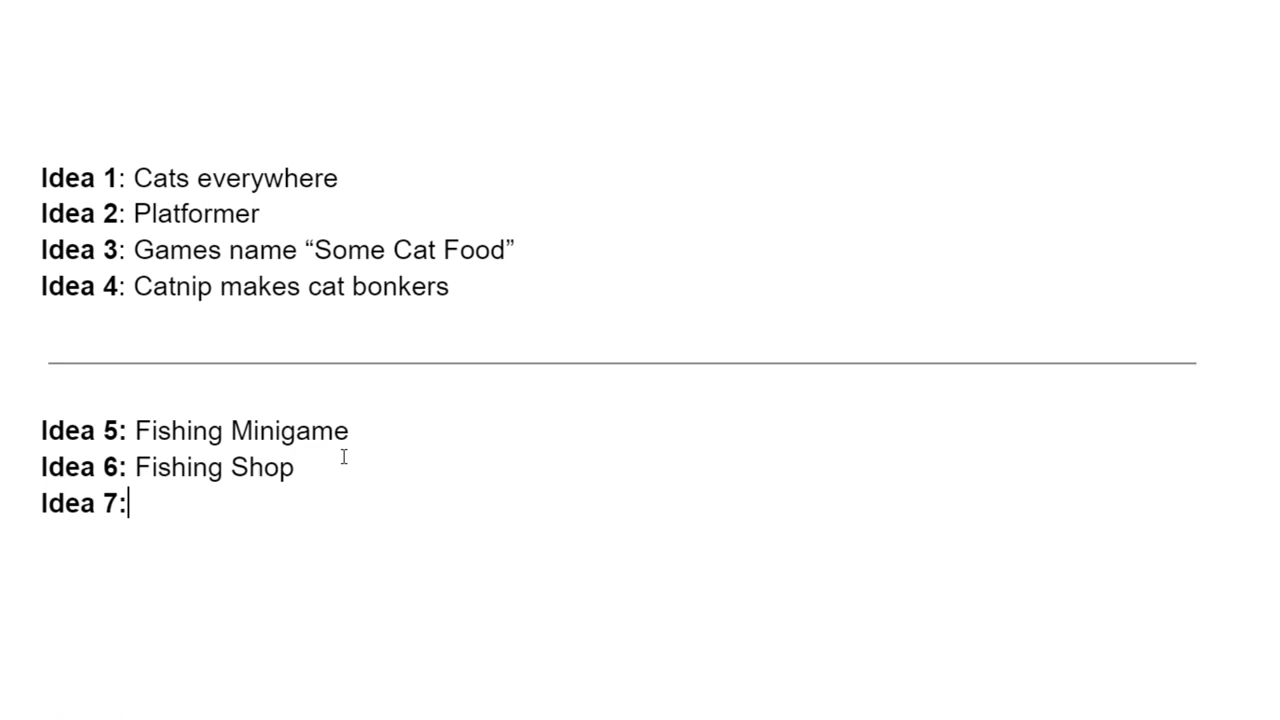 Idea 1: Cats everywhere
Idea 2: Platformer
Idea 3: Games name “Some Cat Food”
Idea 4: Catnip makes cat bonkers
Idea 5: Fishing Minigame
Idea 6: Fishing Shop
Idea 7: